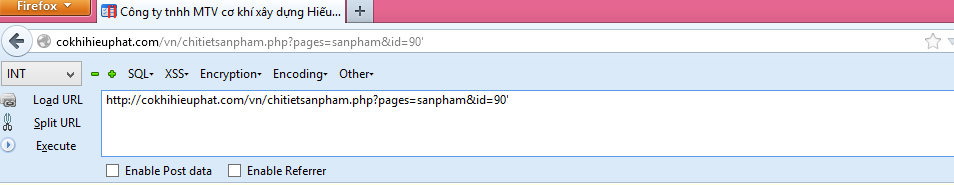 Firefox
Công ty tnhh MTV cơ khí xây dựng Hiếu...
cokhihieuphat.com/vn/chitietsanpham.php?pages=sanpham&id=90'
INT SQL XSS Encryption Encoding Other
Load URL
http://cokhihieuphat.com/vn/chitietsanpham.php?pages=sanpham&id=90'
Split URL
Execute
Enable Post data Enable Referrer